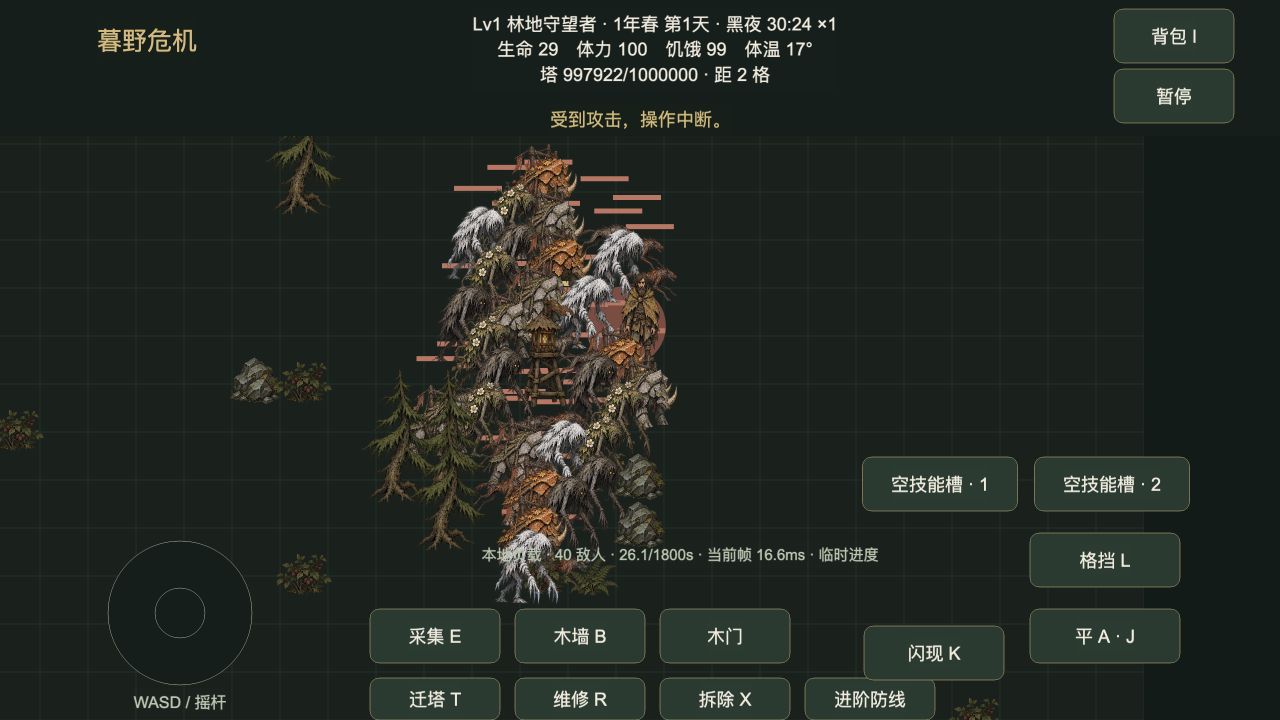 暮野危机
Lv1 林地守望者 · 1年春 第1天 · 黑夜 30:24 ×1
生命 29 体力 100 饥饿 99 体温 17°
塔 997922/1000000 · 距 2 格
受到攻击，操作中断。
背包 I
暂停
空技能槽 · 1
空技能槽 · 2
本地 载 · 40 敌人 · 26.1/1800s · 当前帧 16.6ms · 临时进度
格挡 L
采集 E
木墙 B
木门
闪现 K
平 A · J
WASD / 摇杆
迁塔 T
维修 R
拆除 X
进阶防线